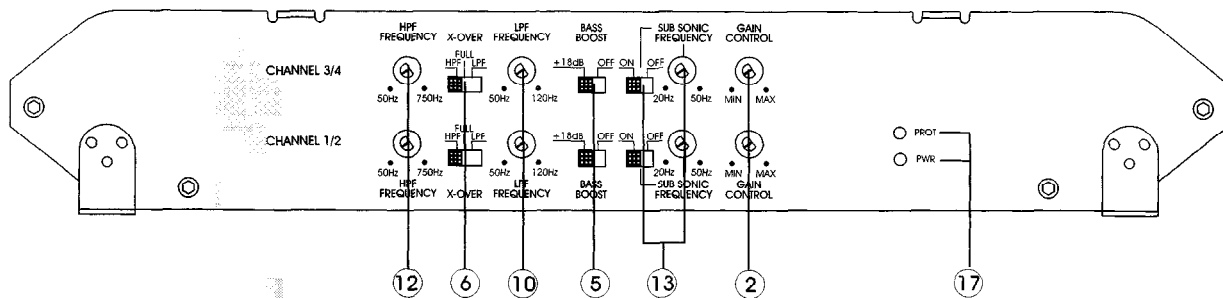 HPF FREQUENCY X-OVER LPF FREQUENCY BASS BOOST SUB SONIC FREQUENCY GAIN CONTROL
FULL
CHANNEL 3/4 HPF LPF +18dB OFF ON OFF
50Hz 750Hz 50Hz 120Hz 20Hz 50Hz MIN MAX
FULL
CHANNEL 1/2 HPF LPF +18dB OFF ON OFF PROT
50Hz 750Hz 50Hz 120Hz 20Hz 50Hz MIN MAX PWR
HPF FREQUENCY X-OVER LPF FREQUENCY BASS BOOST SUB SONIC FREQUENCY GAIN CONTROL
12 6 10 5 13 2 17